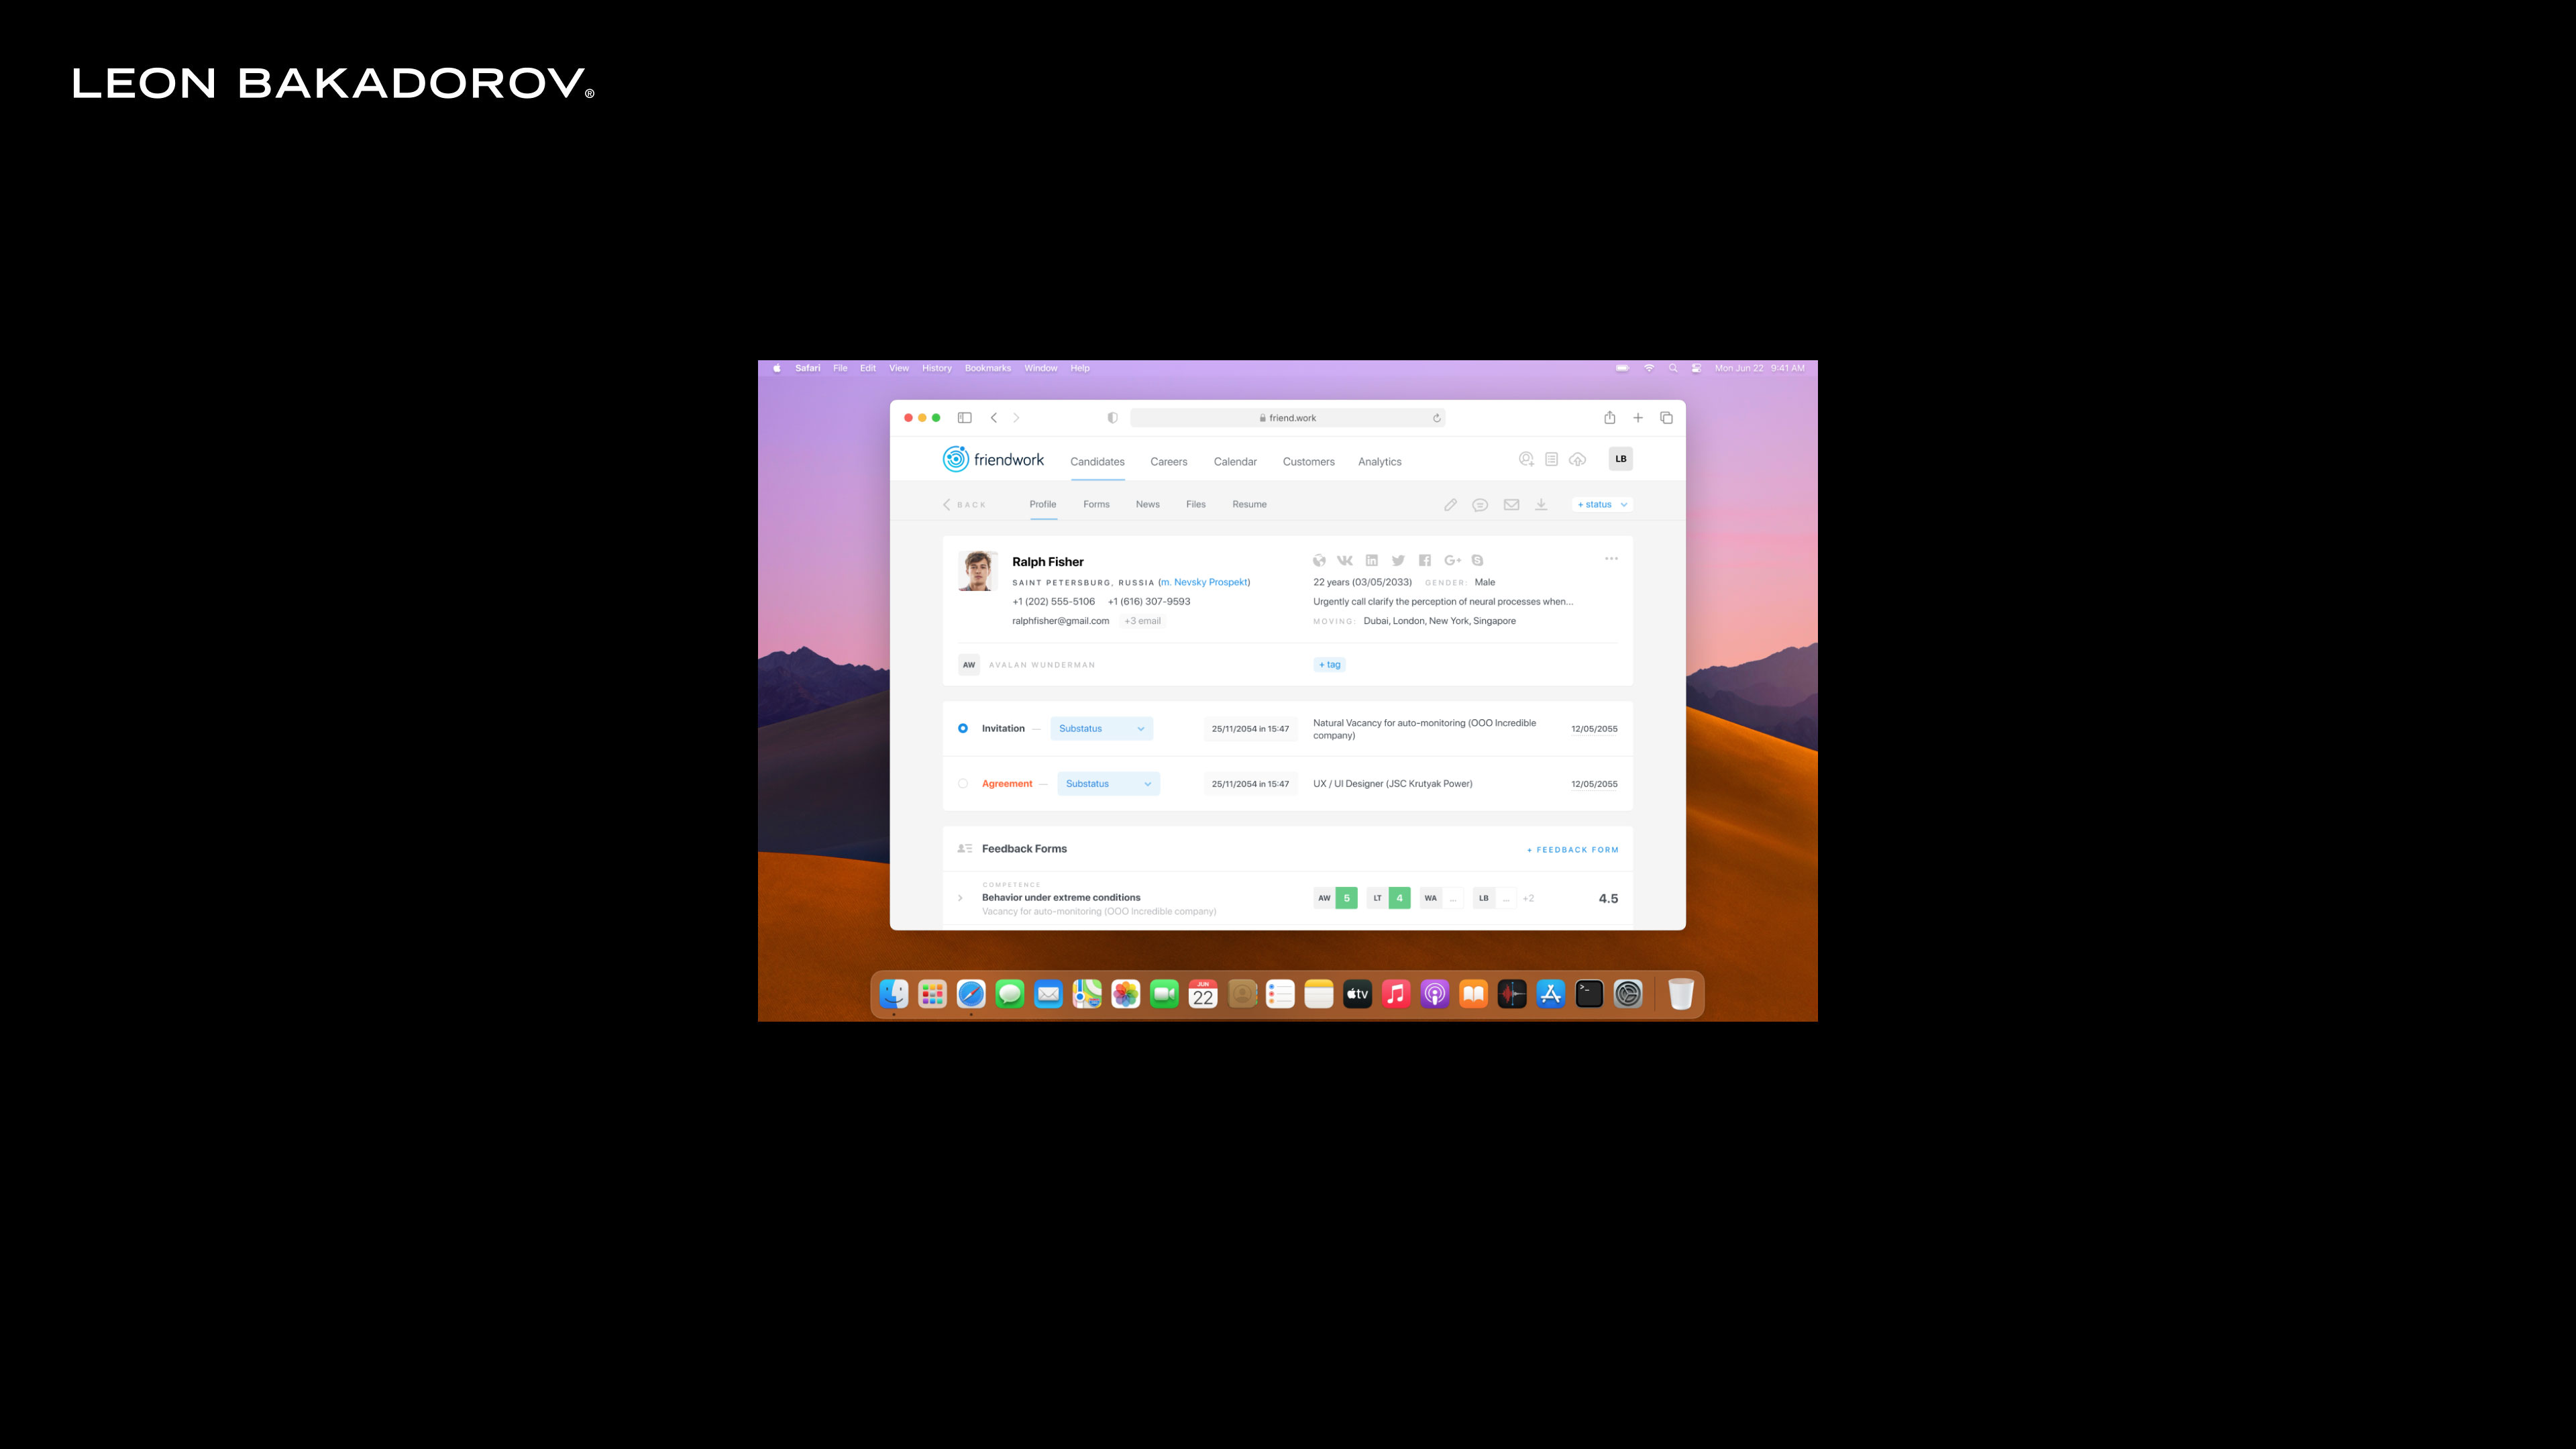 LEON BAKADOROV®
Safari File Edit View History Bookmarks Window Help
Mon Jun 22 9:41 AM
friend.work
friendwork
Candidates Careers Calendar Customers Analytics
LB
BACK
Profile Forms News Files Resume
+ status
Ralph Fisher
SAINT PETERSBURG, RUSSIA (m. Nevsky Prospekt)
+1 (202) 555-5106 +1 (616) 307-9593
ralphfisher@gmail.com +3 email
22 years (03/05/2033) GENDER: Male
Urgently call clarify the perception of neural processes when...
MOVING: Dubai, London, New York, Singapore
AW AVALAN WUNDERMAN
+ tag
Invitation — Substatus
25/11/2054 in 15:47
Natural Vacancy for auto-monitoring (OOO Incredible
company)
12/05/2055
Agreement — Substatus
25/11/2054 in 15:47
UX / UI Designer (JSC Krutyak Power)
12/05/2055
Feedback Forms
+ FEEDBACK FORM
COMPETENCE
Behavior under extreme conditions
Vacancy for auto-monitoring (OOO incredible company)
AW 5 LT 4 WA ... LB ... +2
4.5
JUN
22
tv